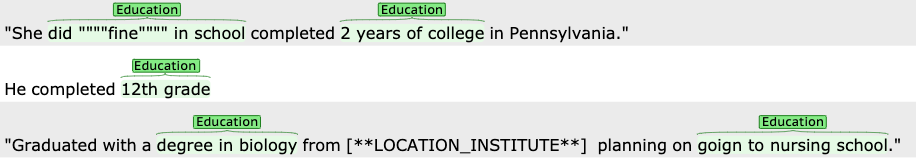 Education Education
"She did """"fine"""" in school completed 2 years of college in Pennsylvania."
Education
He completed 12th grade
Education Education
"Graduated with a degree in biology from [**LOCATION_INSTITUTE**]  planning on goign to nursing school."